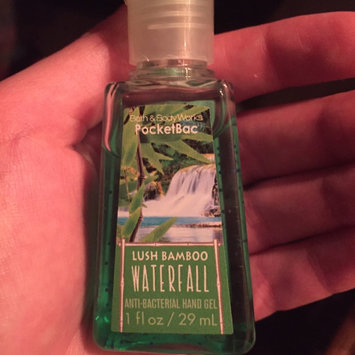 Bath & Body Works
PocketBac
LUSH BAMBOO
WATERFALL
ANTI-BACTERIAL HAND GEL
1 fl oz / 29 mL